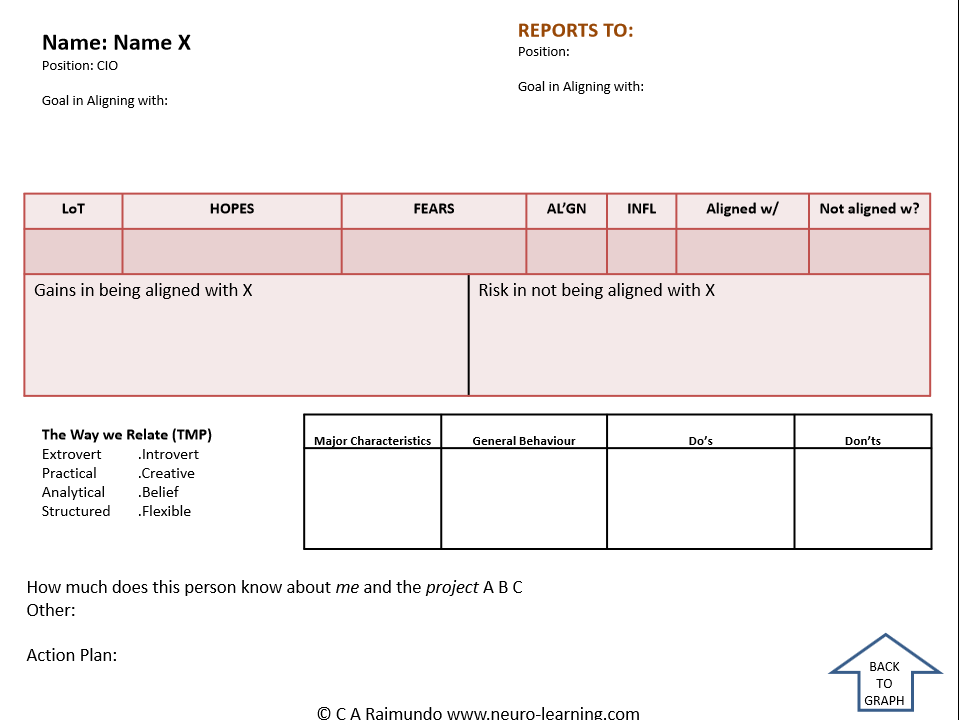 Name: Name X
Position: CIO
Goal in Aligning with:
REPORTS TO:
Position:
Goal in Aligning with:
LoT HOPES FEARS AL’GN INFL Aligned w/ Not aligned w?
Gains in being aligned with X
Risk in not being aligned with X
The Way we Relate (TMP)
Extrovert .Introvert
Practical .Creative
Analytical .Belief
Structured .Flexible
Major Characteristics General Behaviour Do’s Don’ts
How much does this person know about me and the project A B C
Other:
Action Plan:
BACK
TO
GRAPH
© C A Raimundo www.neuro-learning.com